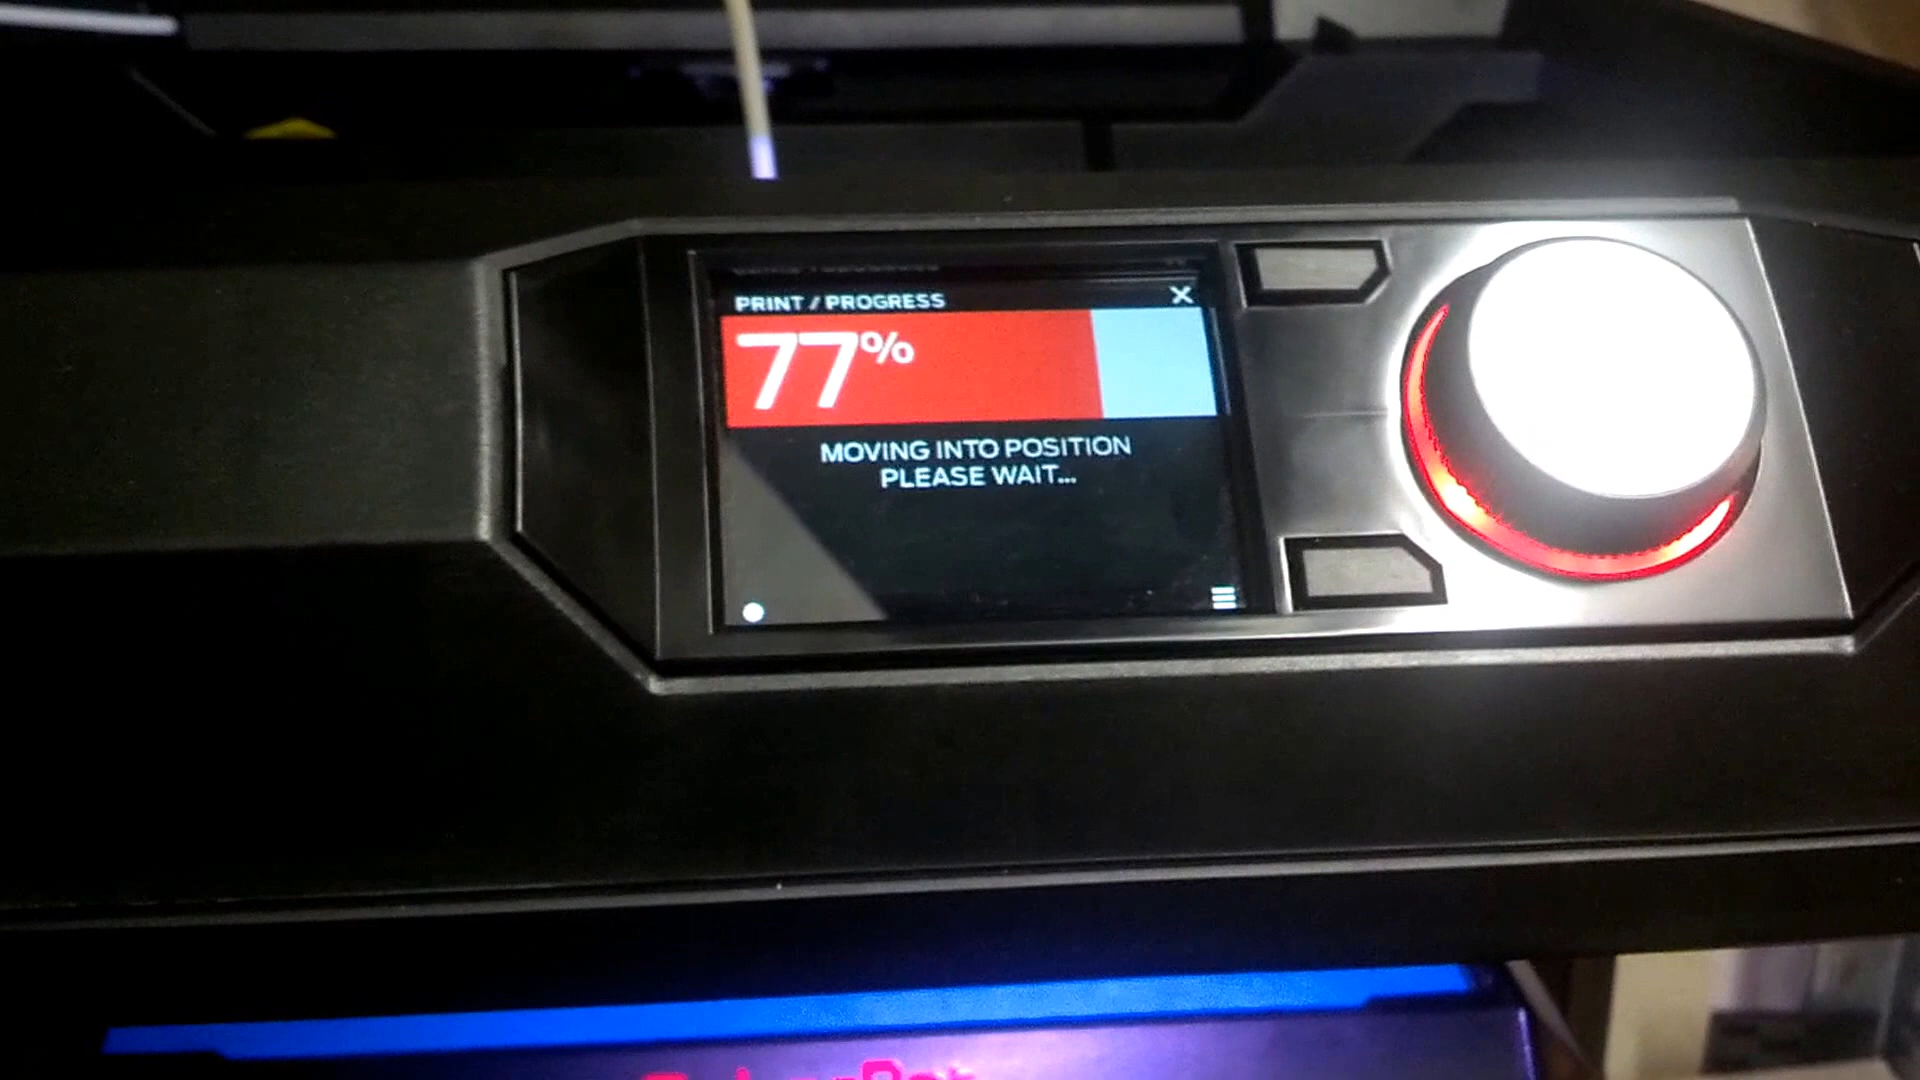 PRINT / PROGRESS
77%
MOVING INTO POSITION
PLEASE WAIT...